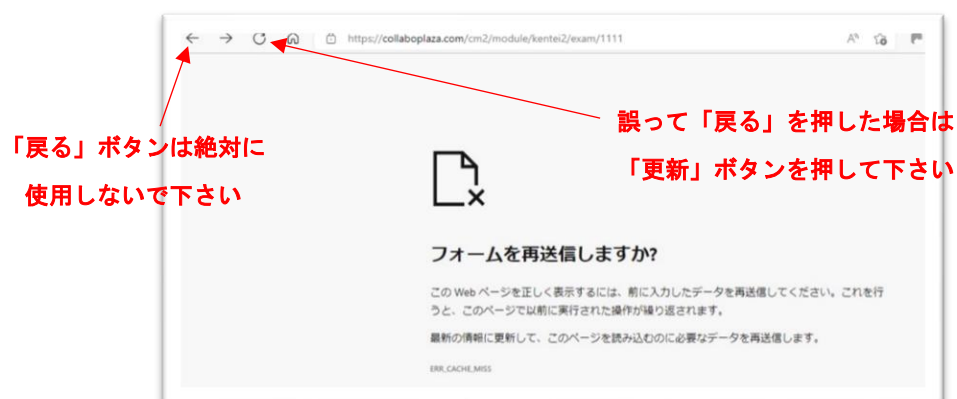 https://collaboplaza.com/cm2/module/kentei2/exam/1111
誤って「戻る」を押した場合は
「更新」ボタンを押して下さい
「戻る」ボタンは絶対に
使用しないで下さい
フォームを再送信しますか?
この Web ページを正しく表示するには、前に入力したデータを再送信してください。これを行
うと、このページで以前に実行された操作が繰り返されます。
最新の情報に更新して、このページを読み込むのに必要なデータを再送信します。
ERR_CACHE_MISS